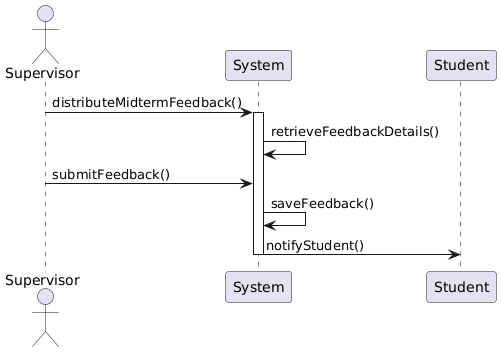 Supervisor
System
Student
distributeMidtermFeedback()
retrieveFeedbackDetails()
submitFeedback()
saveFeedback()
notifyStudent()
Supervisor
System
Student